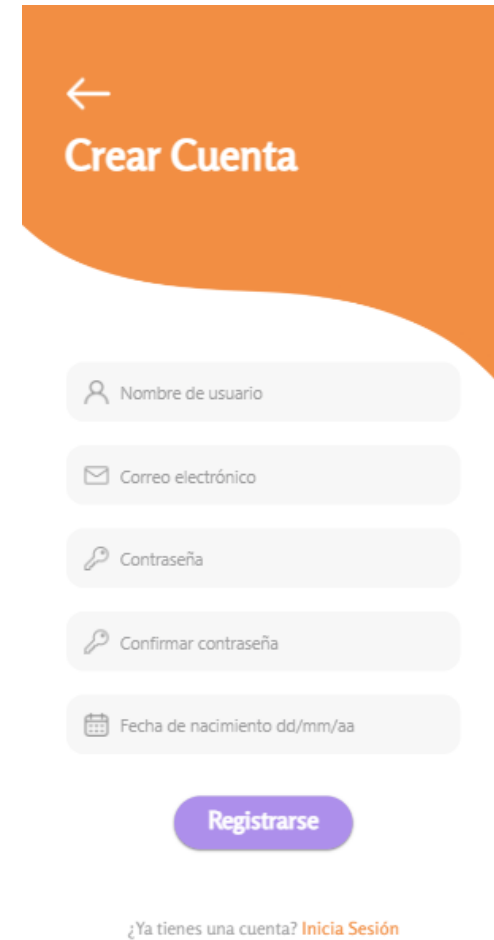 Crear Cuenta
Nombre de usuario
Correo electrónico
Contraseña
Confirmar contraseña
Fecha de nacimiento dd/mm/aa
Registrarse
¿Ya tienes una cuenta? Inicia Sesión